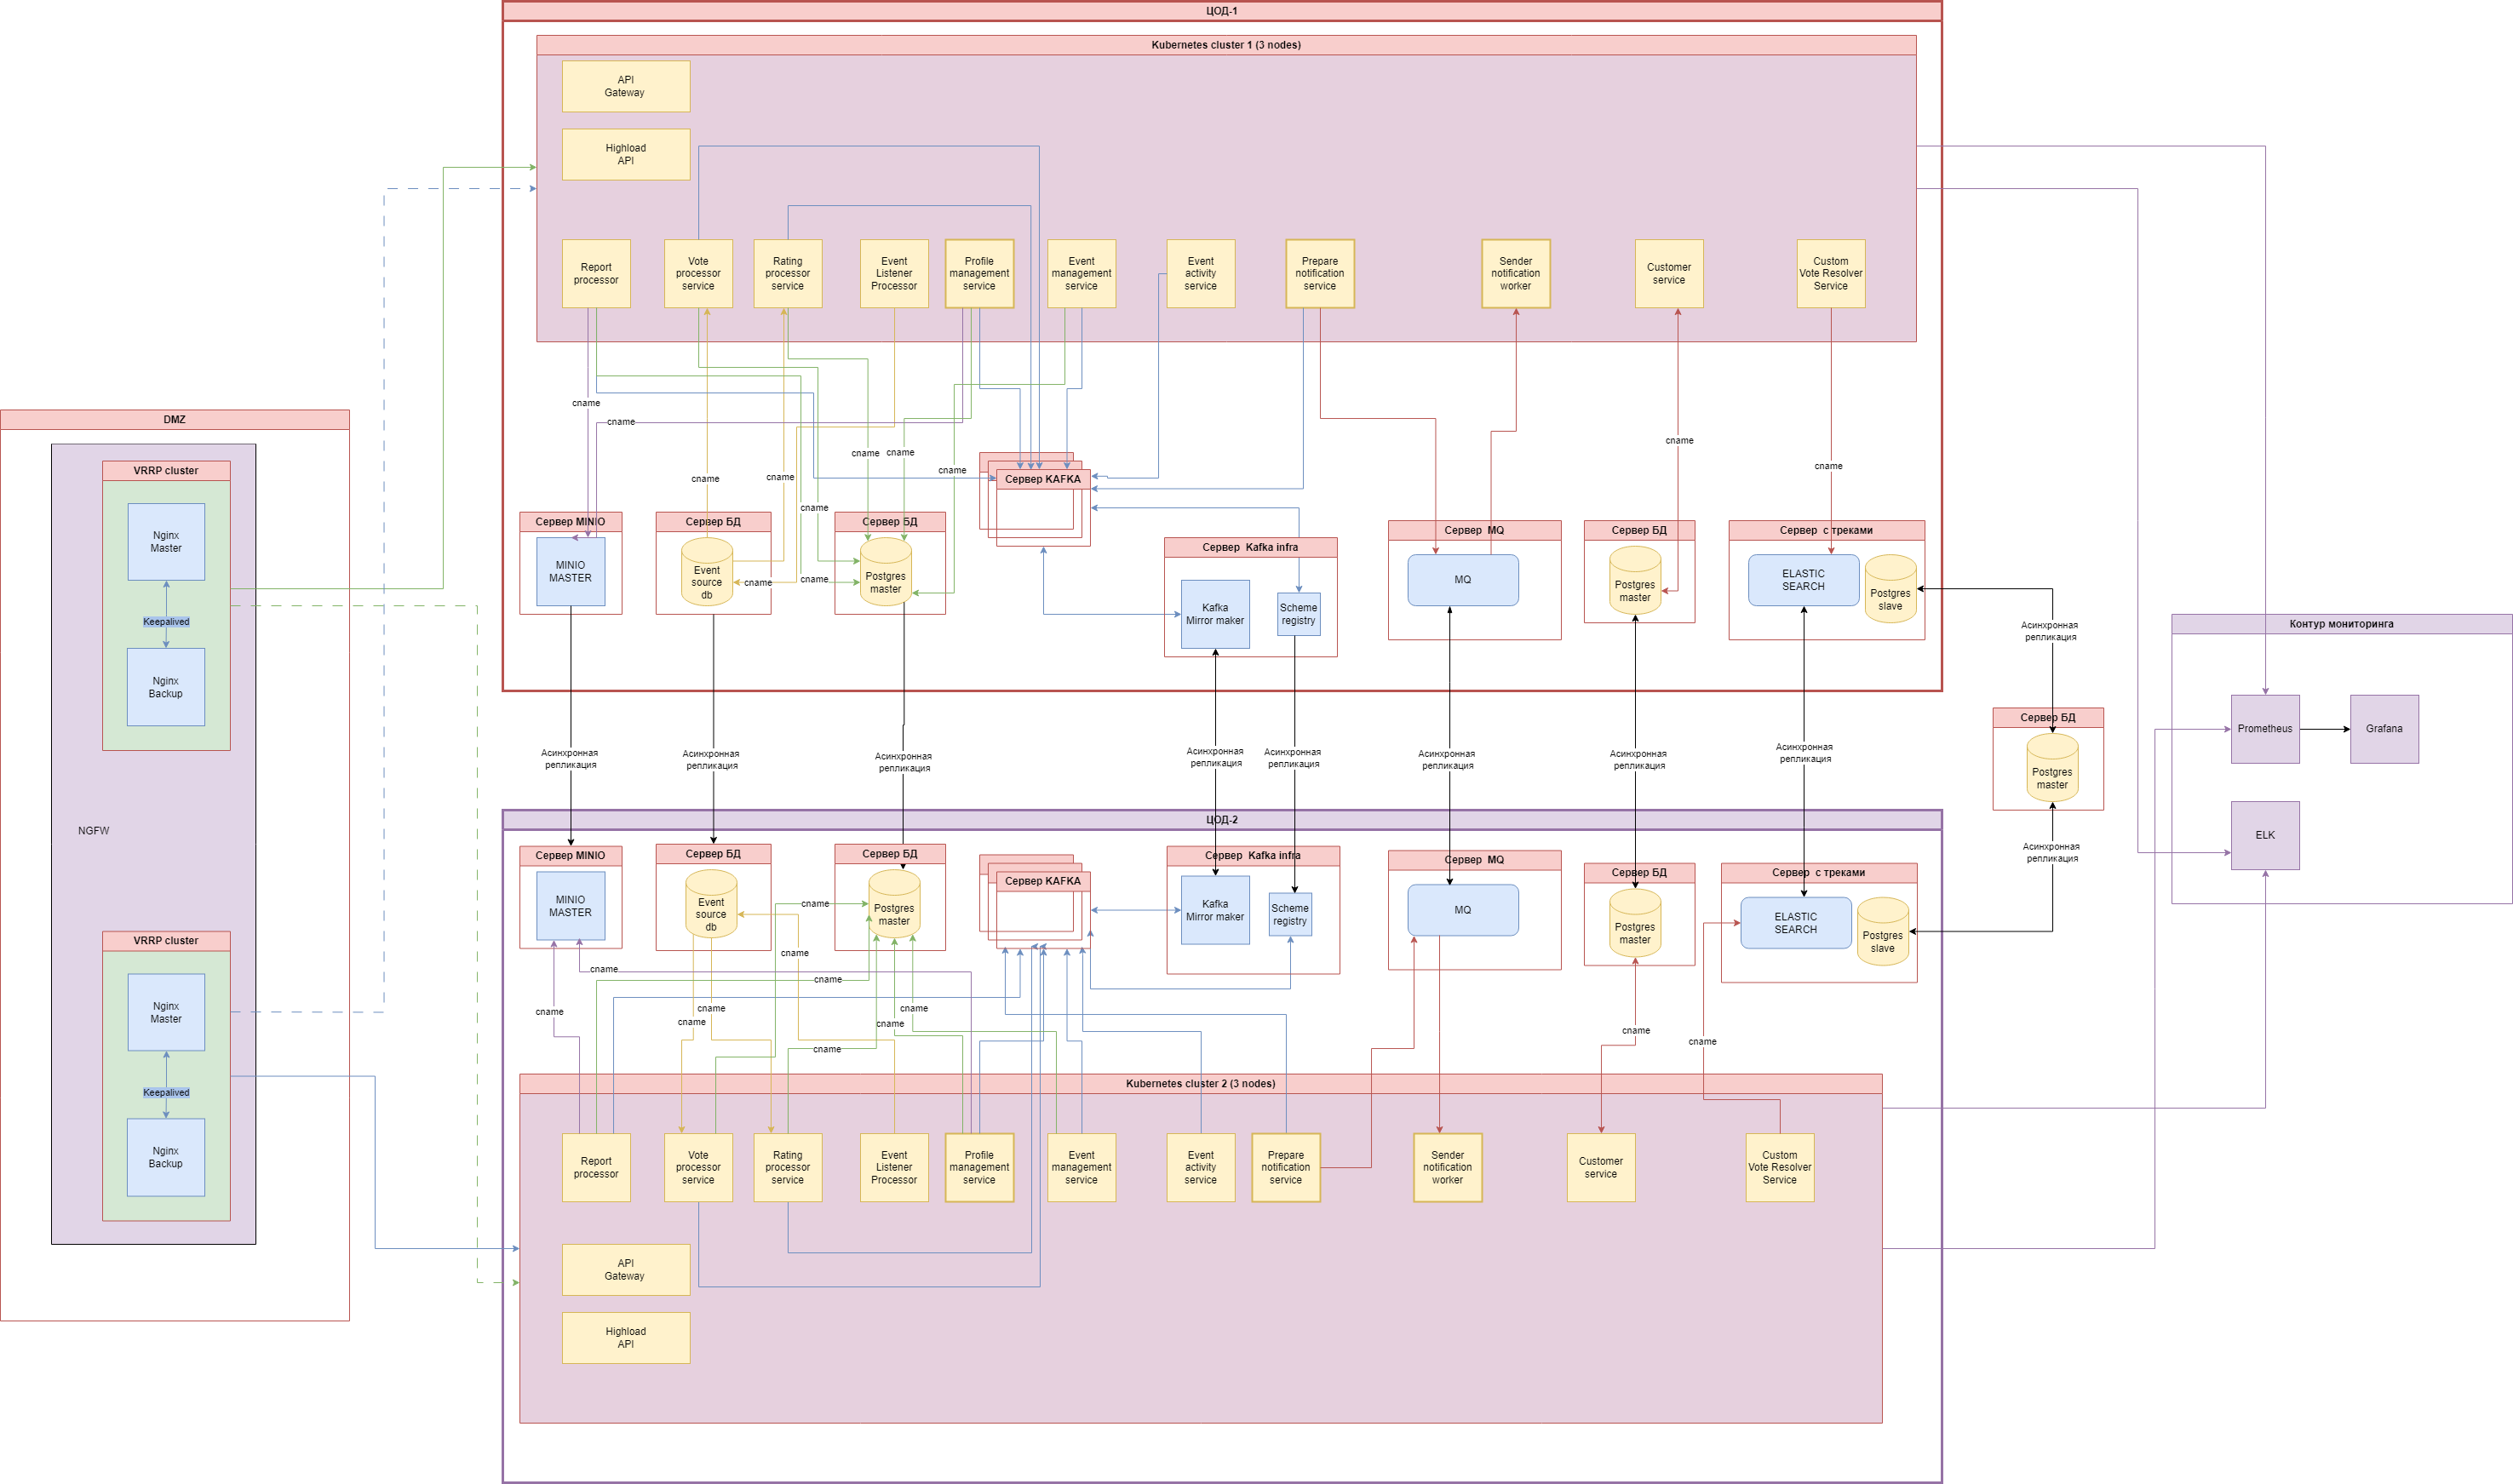 ЦОД-1
Kubernetes cluster 1 (3 nodes)
API
Gateway
Highload
API
Report
processor
Vote
processor
service
Rating
processor
service
Event
Listener
Processor
Profile
management
service
Event
management
service
Event
activity
service
Prepare
notification
service
Sender
notification
worker
Customer
service
Custom
Vote Resolver
Service
cname
cname
cname
cname
cname
cname
cname
cname
cname
cname
cname
cname
Сервер MINIO
MINIO
MASTER
Сервер БД
Event
source
db
Сервер БД
Postgres
master
Сервер KAFKA
Сервер  Kafka infra
Kafka
Mirror maker
Scheme
registry
Сервер  MQ
MQ
Сервер БД
Postgres
master
Сервер  с треками
ELASTIC
SEARCH
Postgres
slave
DMZ
VRRP cluster
Nginx
Master
Keepalived
Nginx
Backup
NGFW
VRRP cluster
Nginx
Master
Keepalived
Nginx
Backup
Асинхронная
репликация
Асинхронная
репликация
Асинхронная
репликация
Асинхронная
репликация
Асинхронная
репликация
Асинхронная
репликация
Асинхронная
репликация
Асинхронная
репликация
Асинхронная
репликация
Сервер БД
Postgres
master
Асинхронная
репликация
Контур мониторинга
Prometheus
Grafana
ELK
ЦОД-2
Сервер MINIO
MINIO
MASTER
Сервер БД
Event
source
db
Сервер БД
Postgres
master
Сервер KAFKA
Сервер  Kafka infra
Kafka
Mirror maker
Scheme
registry
Сервер  MQ
MQ
Сервер БД
Postgres
master
Сервер  с треками
ELASTIC
SEARCH
Postgres
slave
cname
cname
cname
cname
cname
cname
cname
cname
cname
cname
cname
cname
Kubernetes cluster 2 (3 nodes)
Report
processor
Vote
processor
service
Rating
processor
service
Event
Listener
Processor
Profile
management
service
Event
management
service
Event
activity
service
Prepare
notification
service
Sender
notification
worker
Customer
service
Custom
Vote Resolver
Service
API
Gateway
Highload
API